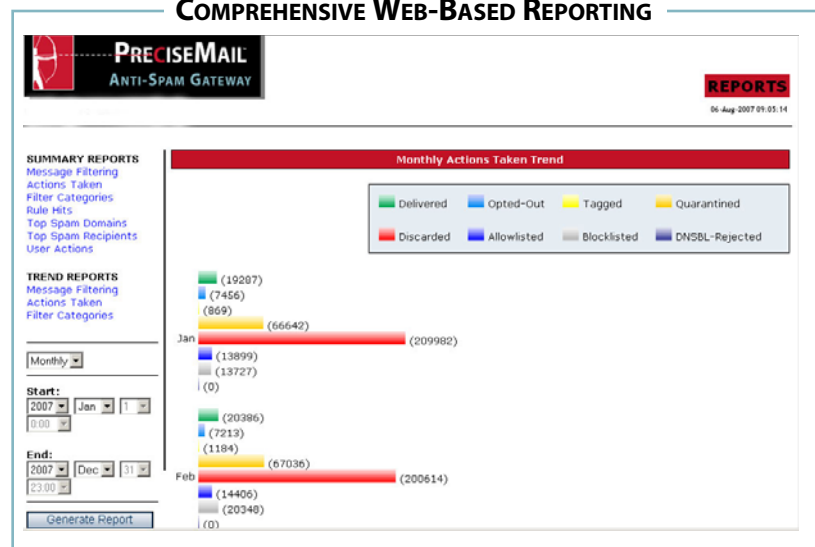 COMPREHENSIVE WEB-BASED REPORTING
PRECISEMAIL
ANTI-SPAM GATEWAY
REPORTS
06-Aug-2007 09:05:14
SUMMARY REPORTS
Message Filtering
Actions Taken
Filter Categories
Rule Hits
Top Spam Domains
Top Spam Recipients
User Actions
TREND REPORTS
Message Filtering
Actions Taken
Filter Categories
Monthly
Start:
2007 Jan 1
0:00
End:
2007 Dec 31
23:00
Generate Report
Monthly Actions Taken Trend
Delivered Opted-Out Tagged Quarantined
Discarded Allowlisted Blocklisted DNSBL-Rejected
(19287)
(7456)
(869)
(66642)
Jan (209982)
(13899)
(13727)
(0)
(20386)
(7213)
(1184)
(67036)
Feb (200614)
(14406)
(20348)
(0)